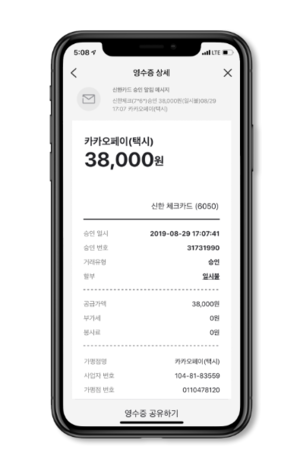 5:08
LTE
영수증 상세
신한카드 승인 알림 메시지
38,000원(일시불)08/29
17:07 카카오페이(택시)
카카오페이(택시)
38,000원
신한 체크카드 (6050)
승인 일시 2019-08-29 17:07:41
승인 번호 31731990
거래유형 승인
할부 일시불
공급가액 38,000원
부가세 0원
봉사료 0원
가맹점명 카카오페이(택시)
사업자 번호 104-81-83559
가맹점 번호 0110478120
영수증 공유하기